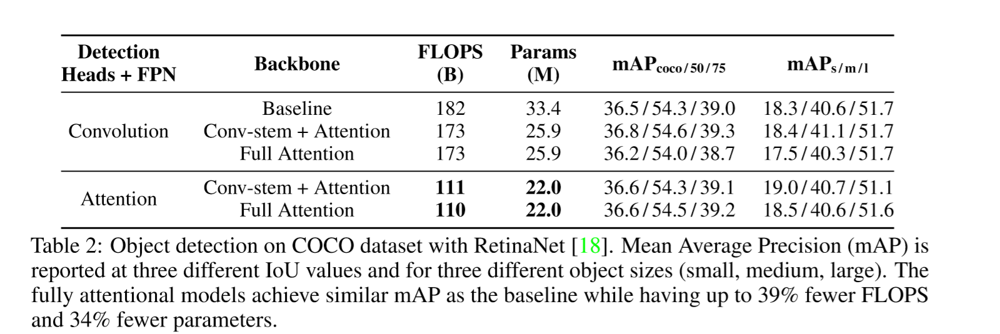 Detection Heads + FPN Backbone FLOPS (B) Params (M) mAPcoco / 50 / 75 mAPs / m / l
Convolution Baseline 182 33.4 36.5 / 54.3 / 39.0 18.3 / 40.6 / 51.7
Conv-stem + Attention 173 25.9 36.8 / 54.6 / 39.3 18.4 / 41.1 / 51.7
Full Attention 173 25.9 36.2 / 54.0 / 38.7 17.5 / 40.3 / 51.7
Attention Conv-stem + Attention 111 22.0 36.6 / 54.3 / 39.1 19.0 / 40.7 / 51.1
Full Attention 110 22.0 36.6 / 54.5 / 39.2 18.5 / 40.6 / 51.6
Table 2: Object detection on COCO dataset with RetinaNet [18]. Mean Average Precision (mAP) is
reported at three different IoU values and for three different object sizes (small, medium, large). The
fully attentional models achieve similar mAP as the baseline while having up to 39% fewer FLOPS
and 34% fewer parameters.